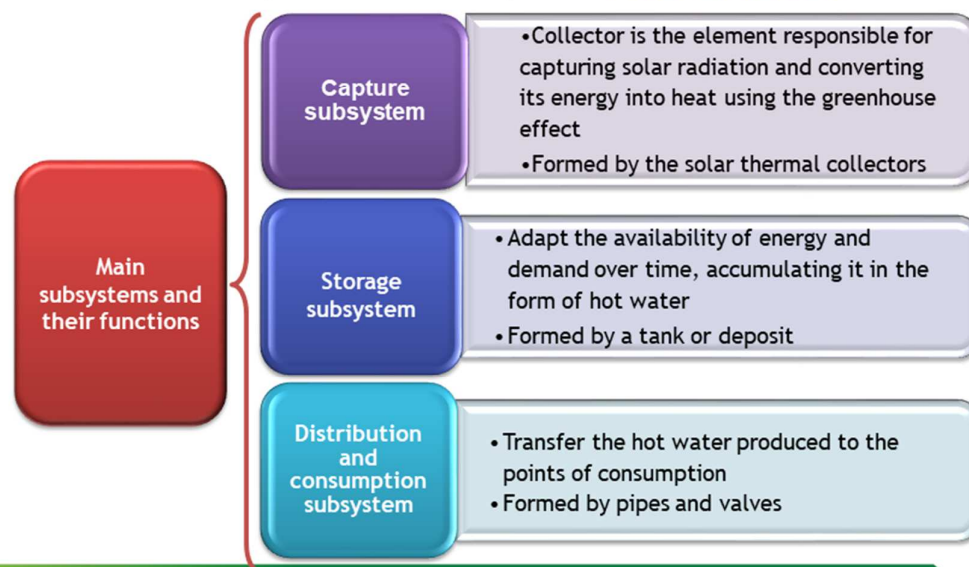 Main
subsystems and
their functions
Capture
subsystem
•Collector is the element responsible for
capturing solar radiation and converting
its energy into heat using the greenhouse
effect
•Formed by the solar thermal collectors
Storage
subsystem
•Adapt the availability of energy and
demand over time, accumulating it in the
form of hot water
•Formed by a tank or deposit
Distribution
and
consumption
subsystem
•Transfer the hot water produced to the
points of consumption
•Formed by pipes and valves